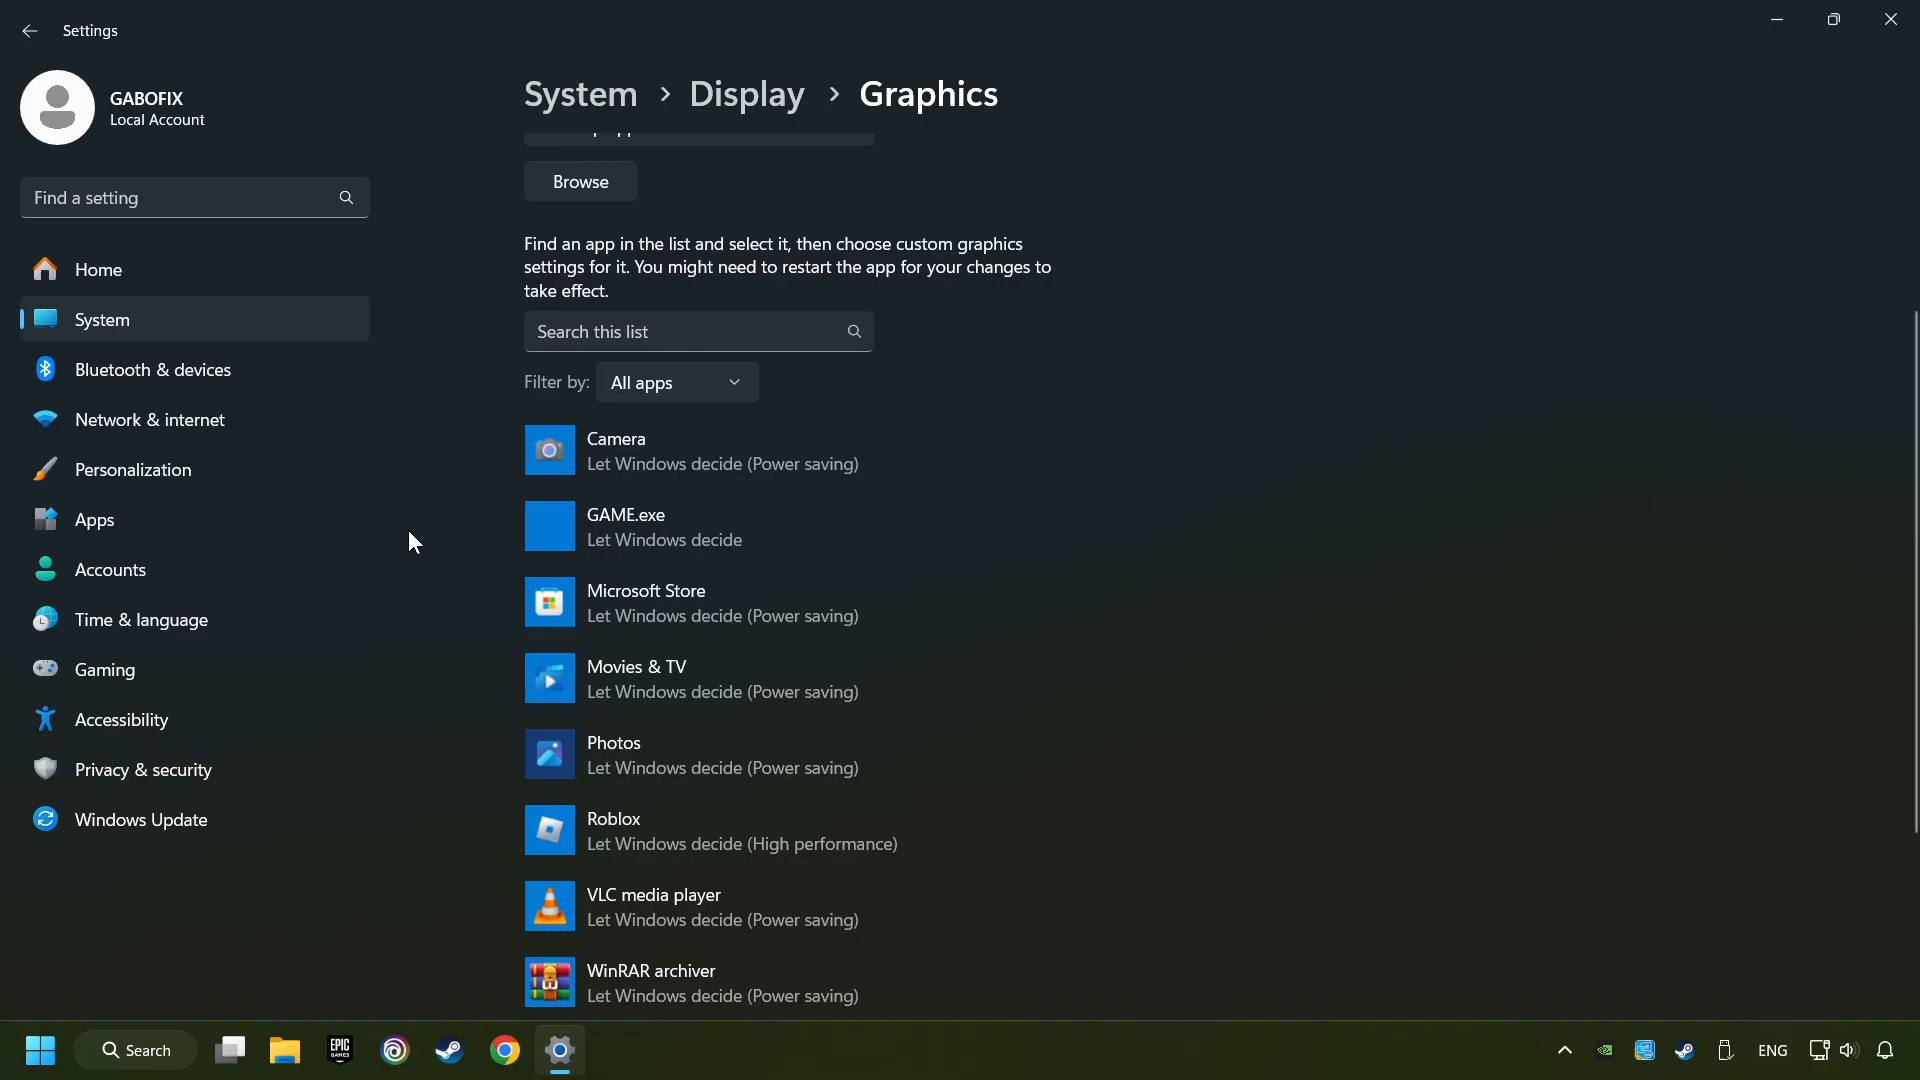 Settings
GABOFIX
Local Account
Find a setting
Home
System
Bluetooth & devices
Network & internet
Personalization
Apps
Accounts
Time & language
Gaming
Accessibility
Privacy & security
Windows Update
System > Display > Graphics
Browse
Find an app in the list and select it, then choose custom graphics
settings for it. You might need to restart the app for your changes to
take effect.
Search this list
Filter by: All apps
Camera
Let Windows decide (Power saving)
GAME.exe
Let Windows decide
Microsoft Store
Let Windows decide (Power saving)
Movies & TV
Let Windows decide (Power saving)
Photos
Let Windows decide (Power saving)
Roblox
Let Windows decide (High performance)
VLC media player
Let Windows decide (Power saving)
WinRAR archiver
Let Windows decide (Power saving)
Search
EPIC
GAMES
ENG